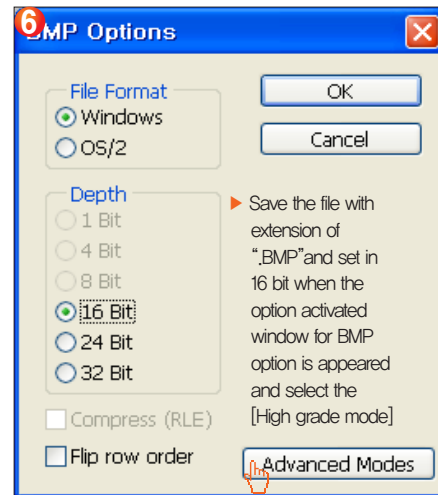 6
BMP Options
File Format
Windows
OS/2
OK
Cancel
Depth
1 Bit
4 Bit
8 Bit
16 Bit
24 Bit
32 Bit
Save the file with
extension of
“.BMP”and set in
16 bit when the
option activated
window for BMP
option is appeared
and select the
[High grade mode]
Compress (RLE)
Flip row order
Advanced Modes